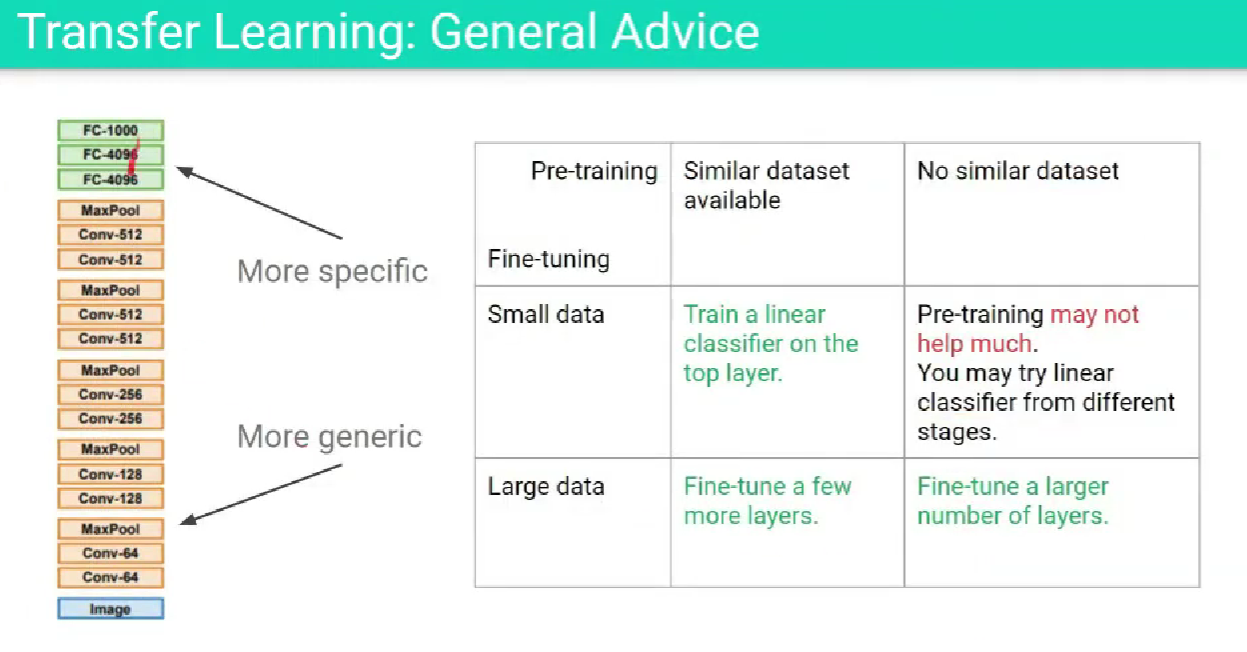 Transfer Learning: General Advice
FC-1000
FC-4096
FC-4096
MaxPool
Conv-512
Conv-512
MaxPool
Conv-512
Conv-512
MaxPool
Conv-256
Conv-256
MaxPool
Conv-128
Conv-128
MaxPool
Conv-64
Conv-64
Image
More specific
More generic
Pre-training
Fine-tuning
Similar dataset
available
No similar dataset
Small data
Train a linear
classifier on the
top layer.
Pre-training may not
help much.
You may try linear
classifier from different
stages.
Large data
Fine-tune a few
more layers.
Fine-tune a larger
number of layers.